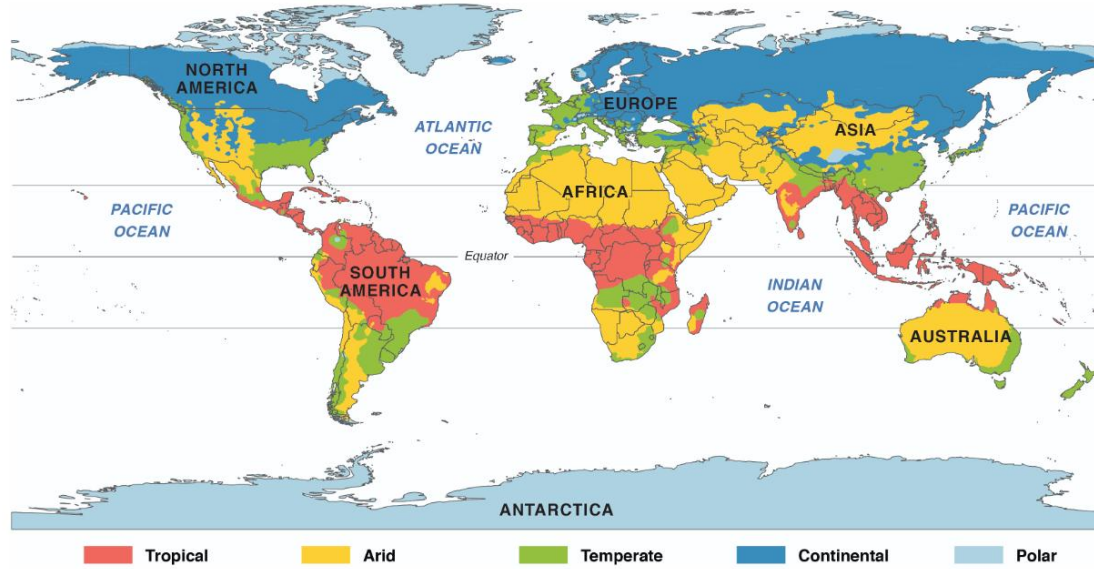 NORTH
AMERICA
EUROPE
ASIA
ATLANTIC
OCEAN
AFRICA
PACIFIC
OCEAN
PACIFIC
OCEAN
Equator
SOUTH
AMERICA
INDIAN
OCEAN
AUSTRALIA
ANTARCTICA
Tropical
Arid
Temperate
Continental
Polar